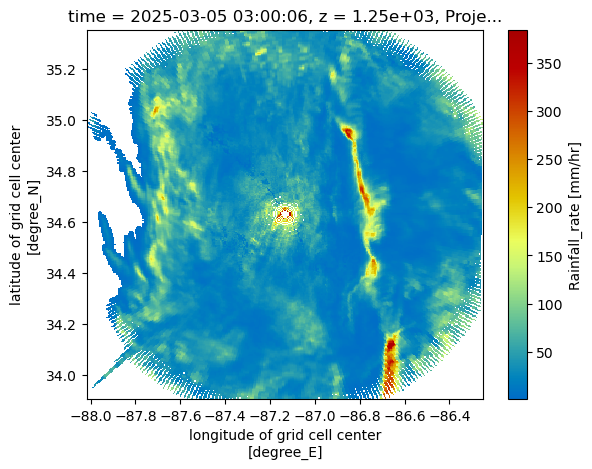 time = 2025-03-05 03:00:06, z = 1.25e+03, Proje...
35.2
35.0
34.8
34.6
34.4
34.2
34.0
latitude of grid cell center
[degree_N]
−88.0 −87.8 −87.6 −87.4 −87.2 −87.0 −86.8 −86.6 −86.4
longitude of grid cell center
[degree_E]
350
300
250
200
150
100
50
Rainfall_rate [mm/hr]